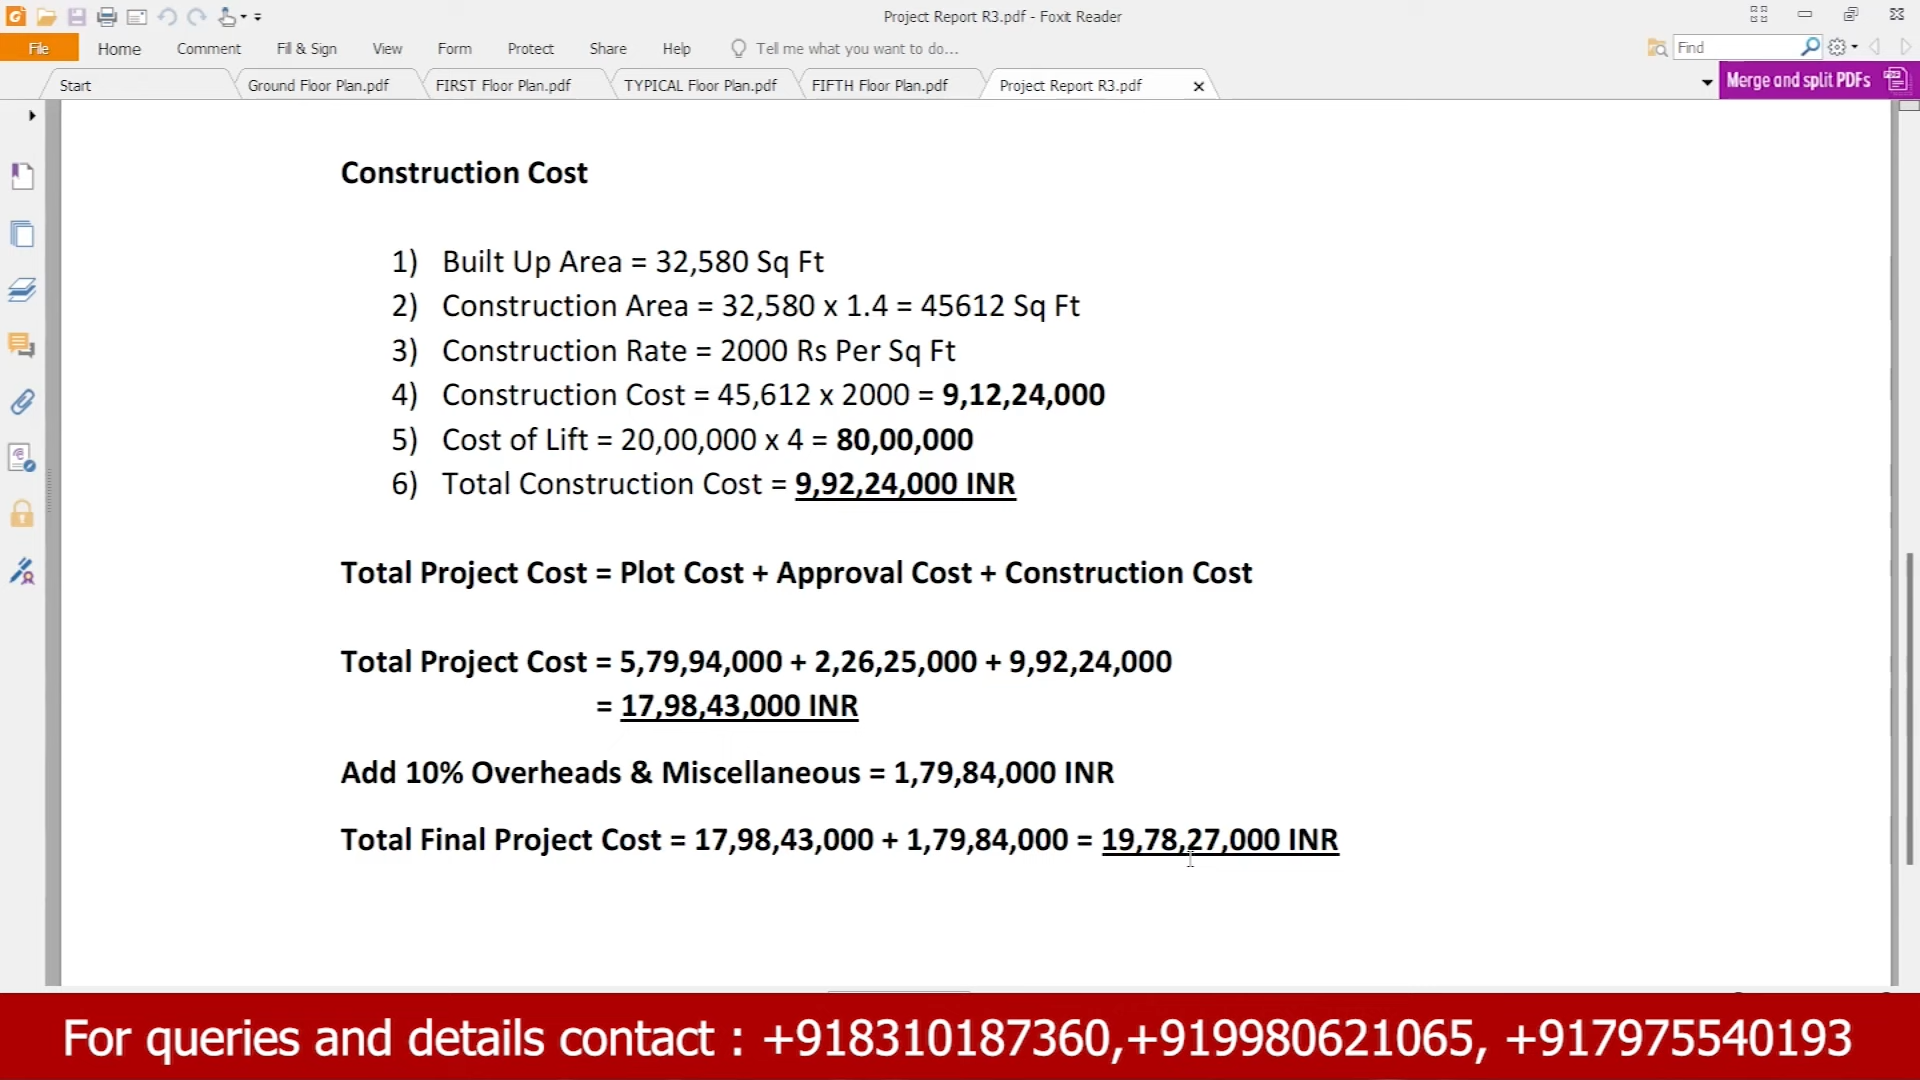 Project Report R3.pdf - Foxit Reader
File Home Comment Fill & Sign View Form Protect Share Help Tell me what you want to do... Find
Start Ground Floor Plan.pdf FIRST Floor Plan.pdf TYPICAL Floor Plan.pdf FIFTH Floor Plan.pdf Project Report R3.pdf Merge and split PDFs
Construction Cost
1) Built Up Area = 32,580 Sq Ft
2) Construction Area = 32,580 x 1.4 = 45612 Sq Ft
3) Construction Rate = 2000 Rs Per Sq Ft
4) Construction Cost = 45,612 x 2000 = 9,12,24,000
5) Cost of Lift = 20,00,000 x 4 = 80,00,000
6) Total Construction Cost = 9,92,24,000 INR
Total Project Cost = Plot Cost + Approval Cost + Construction Cost
Total Project Cost = 5,79,94,000 + 2,26,25,000 + 9,92,24,000
= 17,98,43,000 INR
Add 10% Overheads & Miscellaneous = 1,79,84,000 INR
Total Final Project Cost = 17,98,43,000 + 1,79,84,000 = 19,78,27,000 INR
For queries and details contact : +918310187360,+919980621065, +917975540193